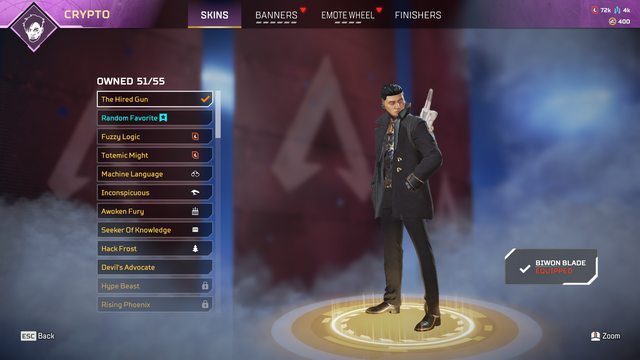 CRYPTO
SKINS
BANNERS
EMOTE WHEEL
FINISHERS
72k
4k
400
OWNED 51/55
The Hired Gun
Random Favorite
Fuzzy Logic
Totemic Might
Machine Language
Inconspicuous
Awoken Fury
Seeker Of Knowledge
Hack Frost
Devil's Advocate
Hype Beast
Rising Phoenix
BIWON BLADE
EQUIPPED
ESC Back
Zoom